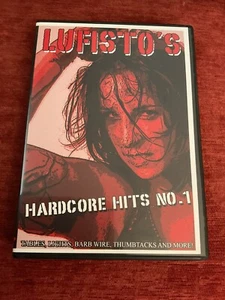 LUFISTO'S
HARDCORE HITS NO.1
TABLES, LIGHTS, BARB WIRE, THUMBTACKS AND MORE!